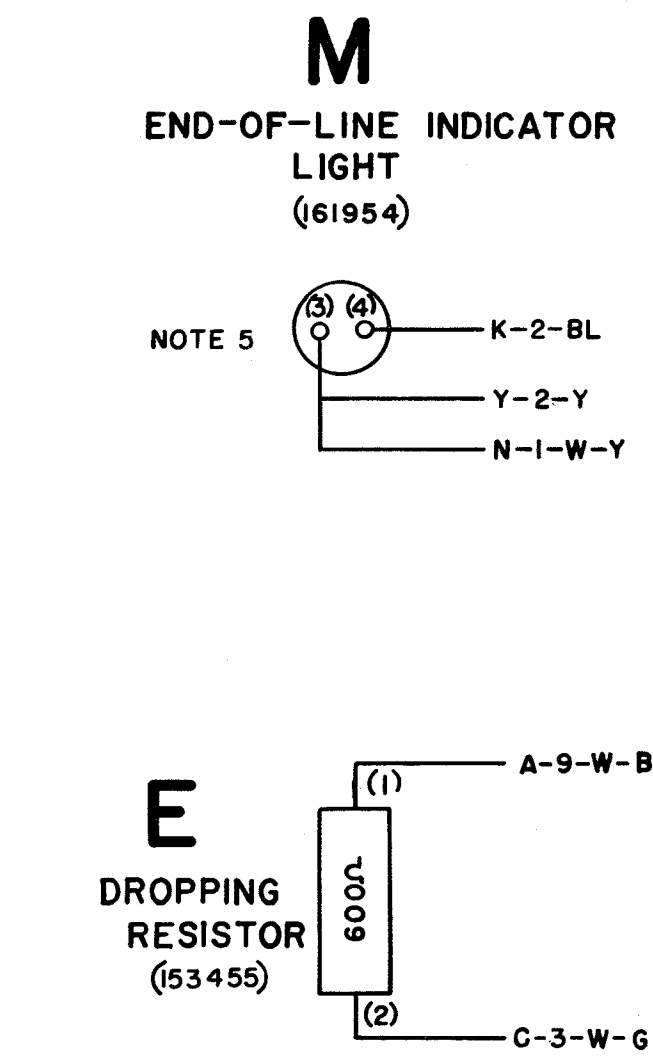 M
END-OF-LINE INDICATOR
LIGHT
(161954)
(3) (4)
NOTE 5
K-2-BL
Y-2-Y
N-1-W-Y
E
DROPPING
RESISTOR
(153455)
(1)
A-9-W-B
600Ω
(2)
C-3-W-G